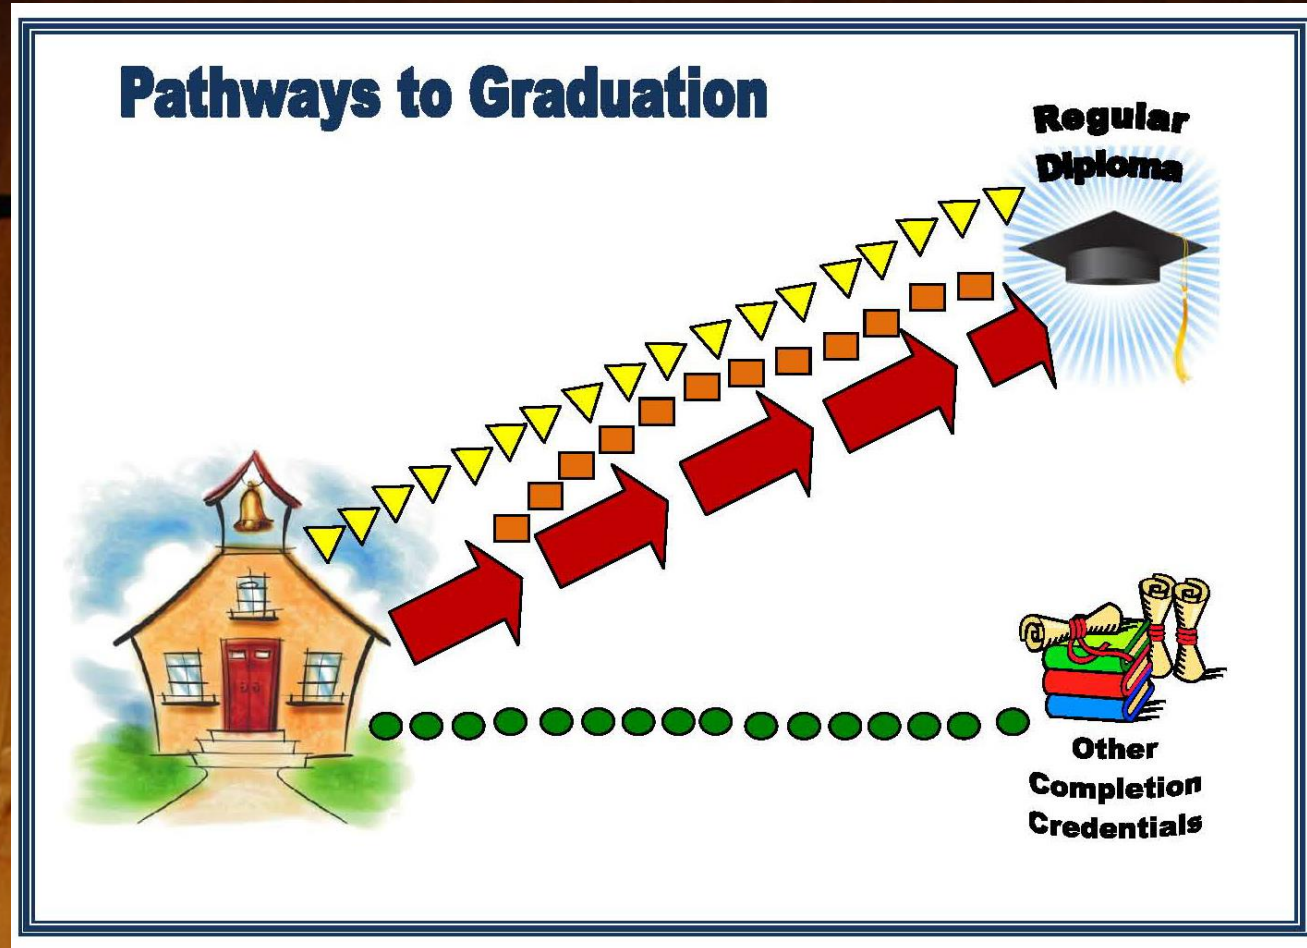 Pathways to Graduation
Regular
Diploma
Other
Completion
Credentials